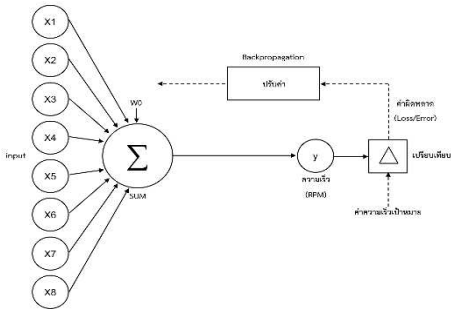 X1
X2
X3
X4
X5
X6
X7
X8
input
W0
Σ
SUM
Backpropagation
ปรับค่า
ค่าผิดพลาด
(Loss/Error)
y
ความเร็ว
(RPM)
△
เปรียบเทียบ
ค่าความเร็วเป้าหมาย